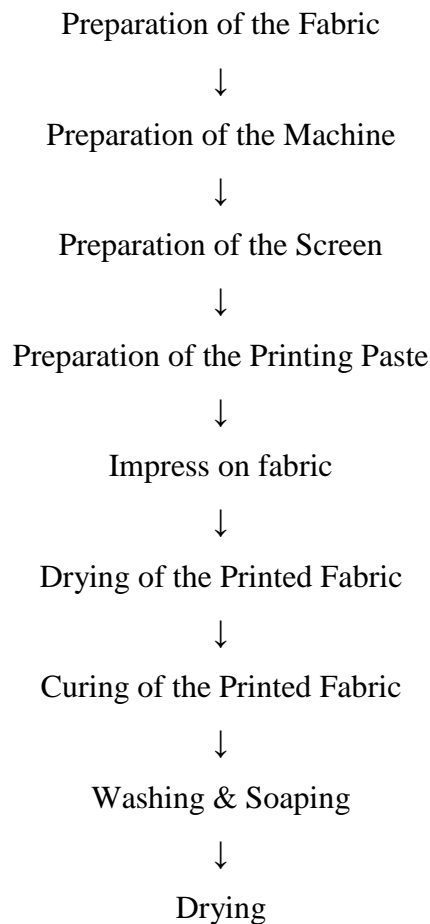 Preparation of the Fabric
↓
Preparation of the Machine
↓
Preparation of the Screen
↓
Preparation of the Printing Paste
↓
Impress on fabric
↓
Drying of the Printed Fabric
↓
Curing of the Printed Fabric
↓
Washing & Soaping
↓
Drying